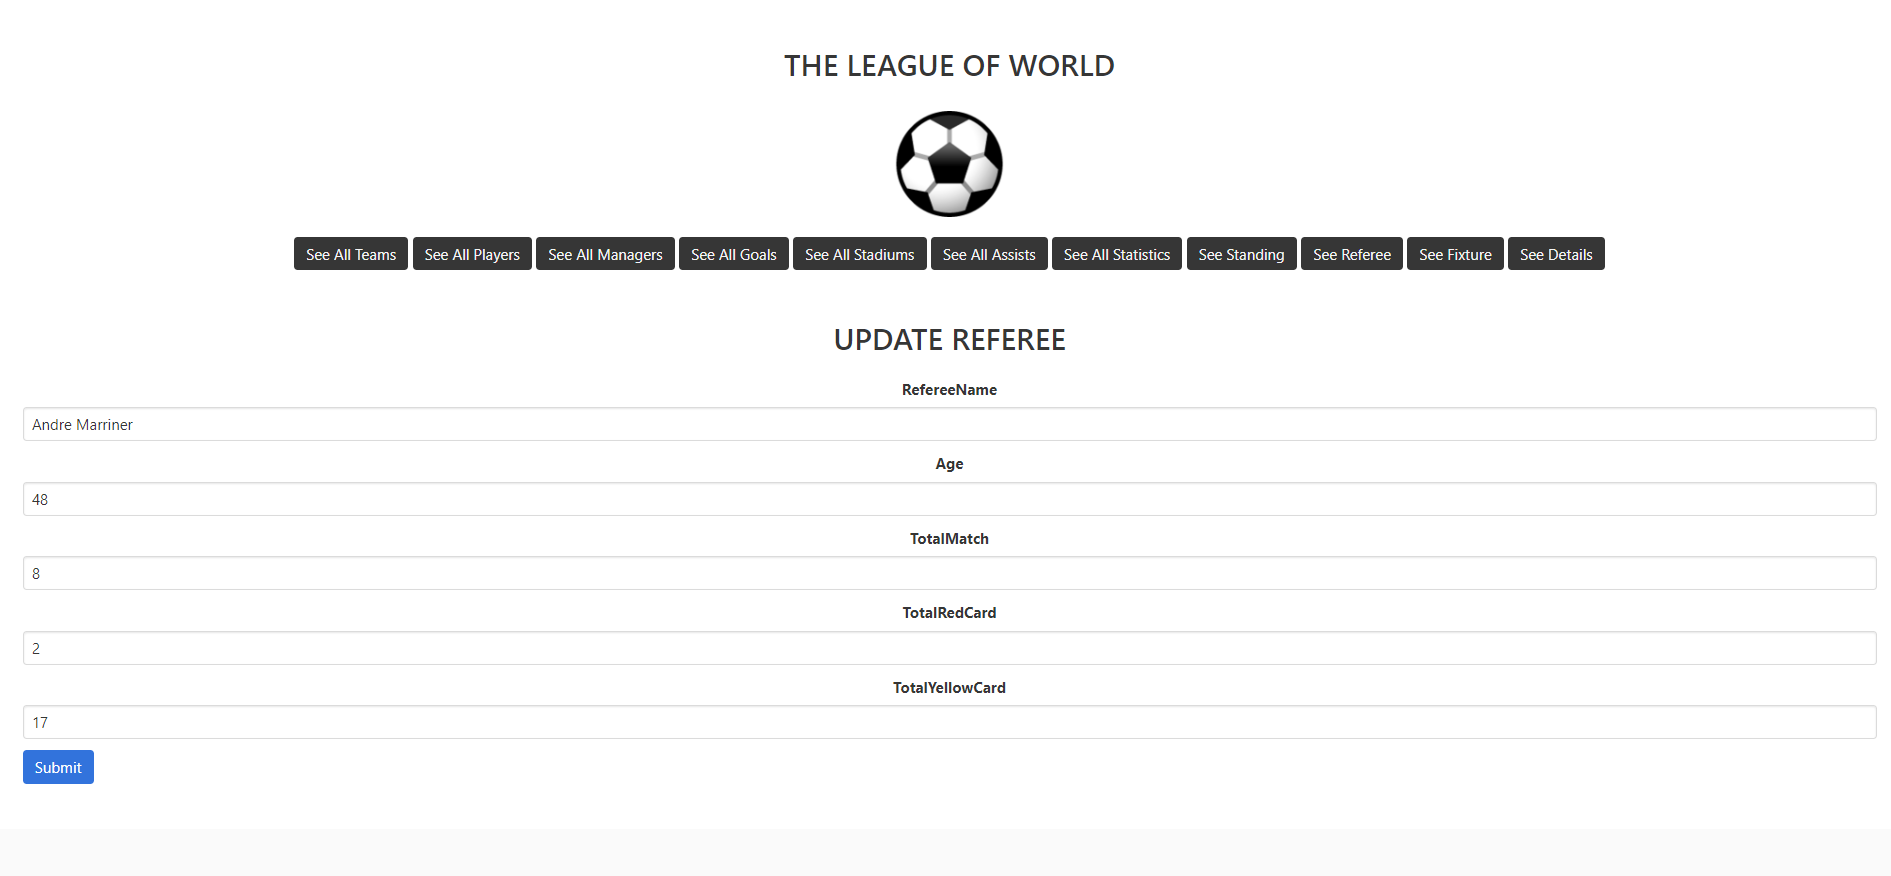 THE LEAGUE OF WORLD
See All Teams See All Players See All Managers See All Goals See All Stadiums See All Assists See All Statistics See Standing See Referee See Fixture See Details
UPDATE REFEREE
RefereeName
Andre Marriner
Age
48
TotalMatch
8
TotalRedCard
2
TotalYellowCard
17
Submit